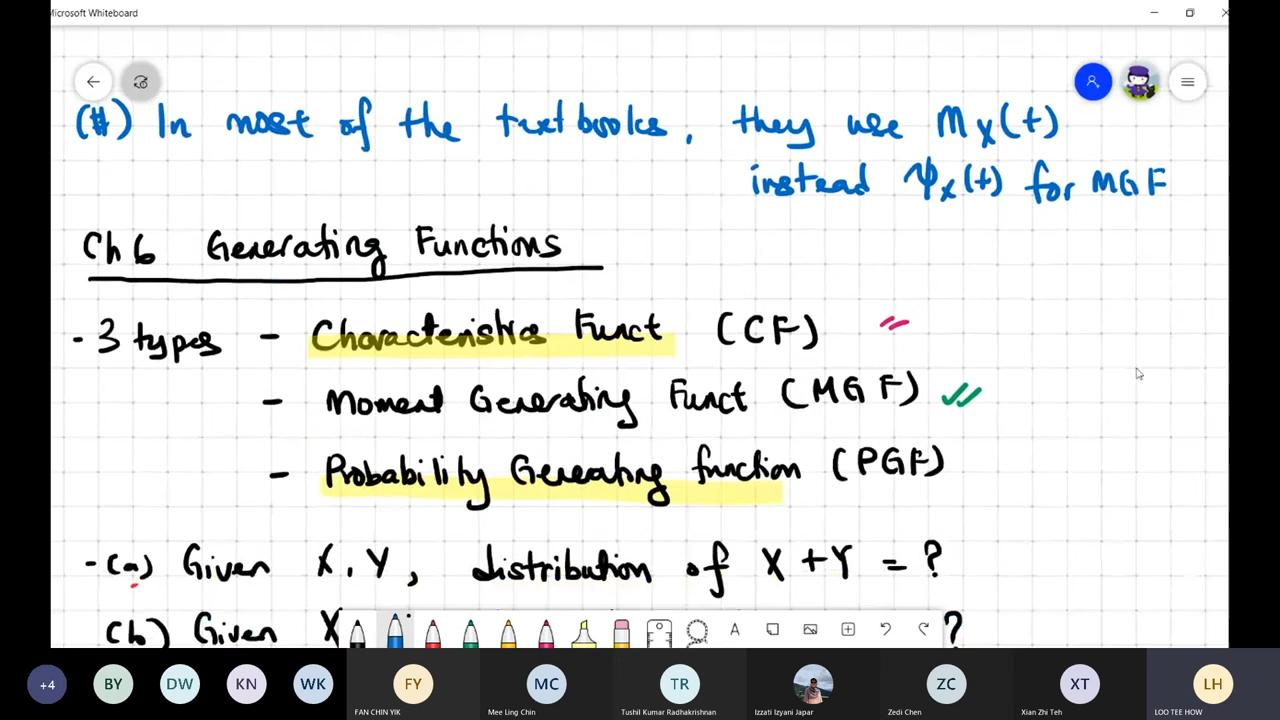 Microsoft Whiteboard
(#) In most of the textbooks, they use Mx(t)
instead ψx(t) for MGF
Ch 6 Generating Functions
- 3 types - Characteristics Funct (CF)
- Moment Generating Funct (MGF)
- Probability Genereating function (PGF)
- (a) Given X, Y, distribution of X + Y = ?
(b) Given X ?
A
+4 BY DW KN WK FY MC TR ZC XT LH
FAN CHIN YIK Mee Ling Chin Tushil Kumar Radhakrishnan Izzati Izyani Japar Zedi Chen Xian Zhi Teh LOO TEE HOW